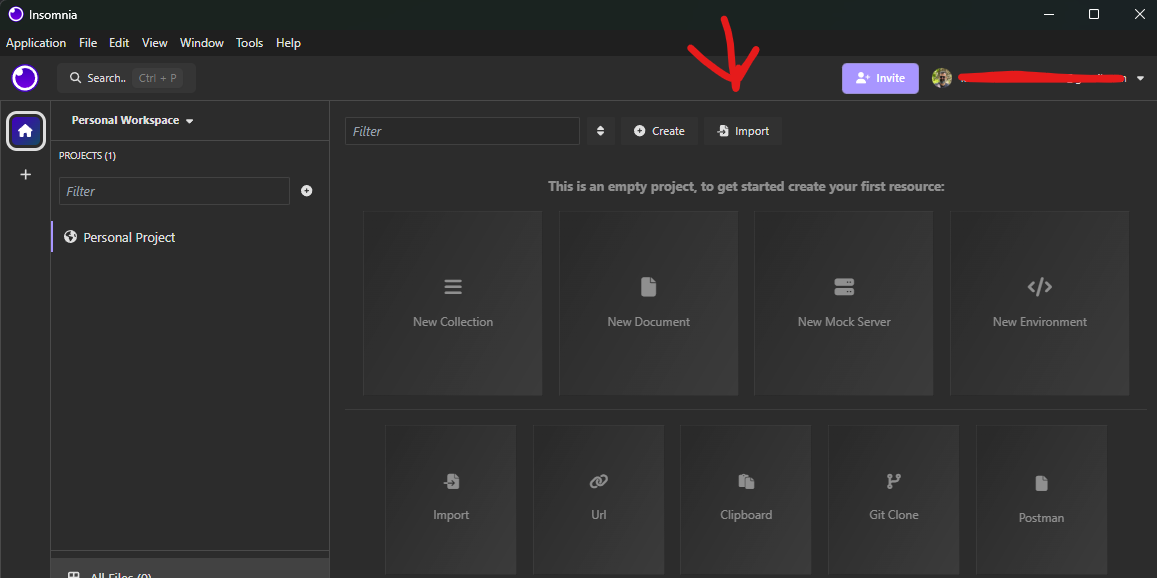 Insomnia
Application File Edit View Window Tools Help
Search.. Ctrl + P
Invite
Personal Workspace
Filter
Create
Import
PROJECTS (1)
Filter
This is an empty project, to get started create your first resource:
Personal Project
New Collection
New Document
New Mock Server
New Environment
Import
Url
Clipboard
Git Clone
Postman
All Files (0)